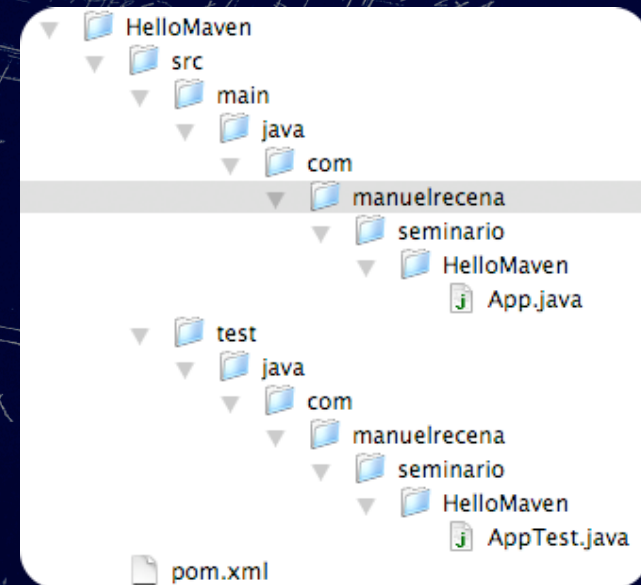 HelloMaven
src
main
java
com
manuelrecena
seminario
HelloMaven
App.java
test
java
com
manuelrecena
seminario
HelloMaven
AppTest.java
pom.xml